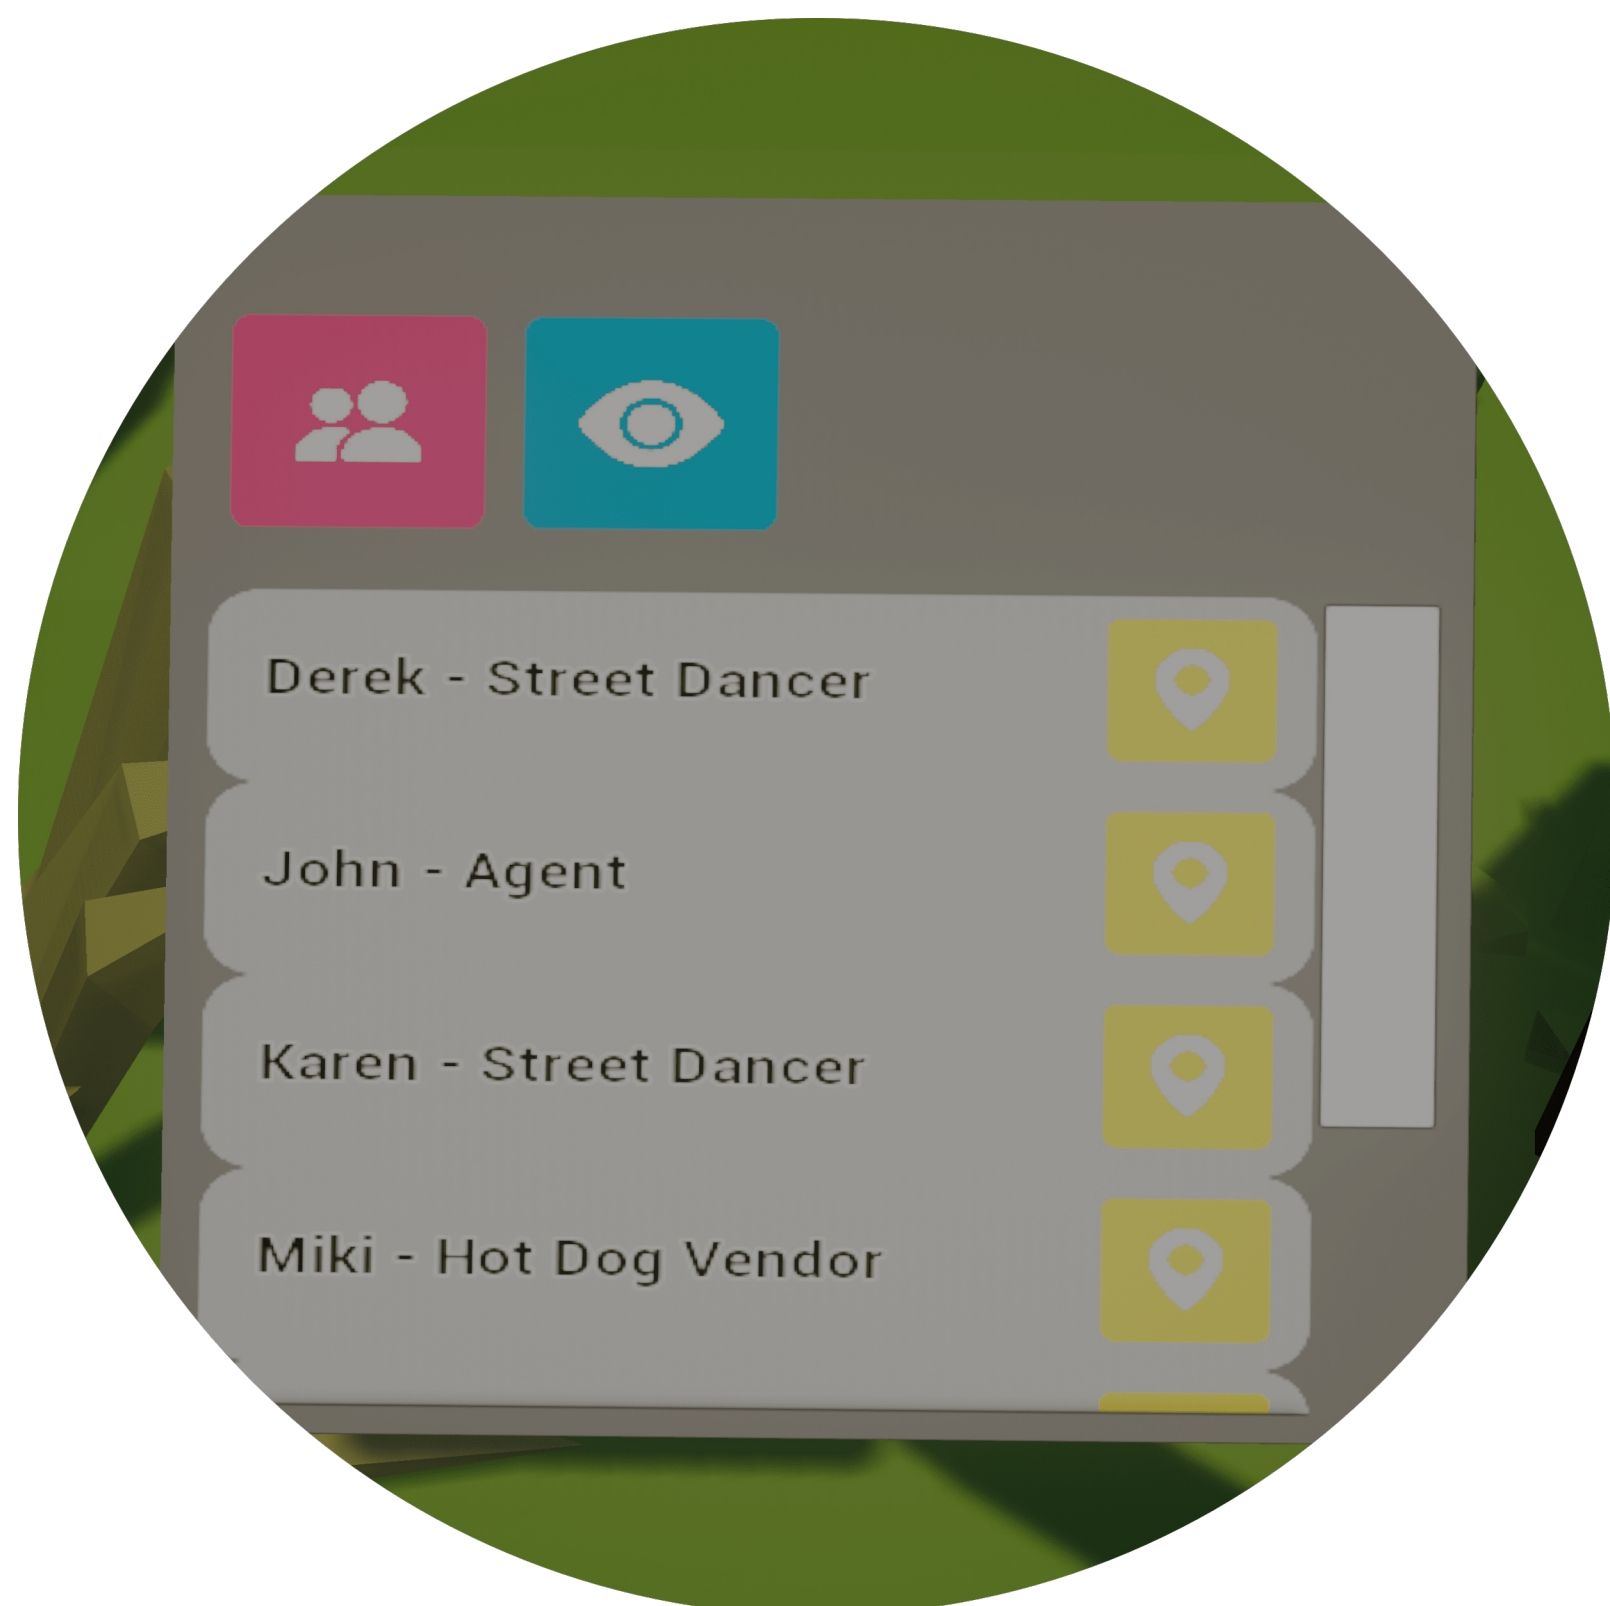 Derek - Street Dancer
John - Agent
Karen - Street Dancer
Miki - Hot Dog Vendor